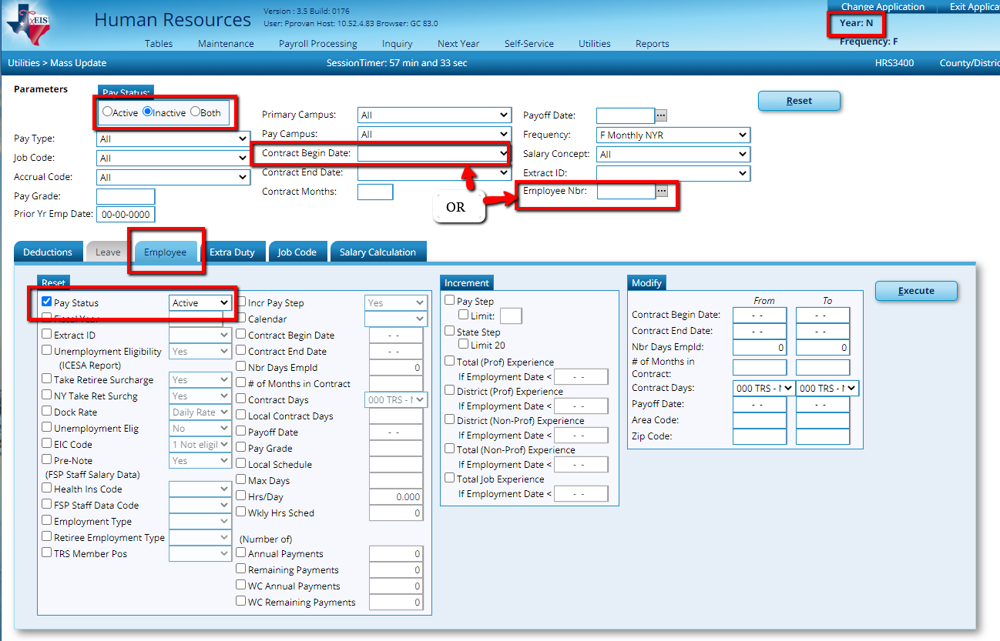 TxEIS
Human Resources
Version : 3.5 Build: 0176
User: Pprovan Host: 10.52.4.83 Browser: GC 83.0
Change Application
Exit Applica
Year: N
Frequency: F
Tables Maintenance Payroll Processing Inquiry Next Year Self-Service Utilities Reports
Utilities > Mass Update
SessionTimer: 57 min and 33 sec
HRS3400
County/Distric
Parameters
Pay Status:
Active Inactive Both
Pay Type: All
Job Code: All
Accrual Code: All
Pay Grade:
Prior Yr Emp Date: 00-00-0000
Primary Campus: All
Pay Campus: All
Contract Begin Date:
Contract End Date:
Contract Months:
OR
Payoff Date: ...
Frequency: F Monthly NYR
Salary Concept: All
Extract ID:
Employee Nbr: ...
Reset
Deductions Leave Employee Extra Duty Job Code Salary Calculation
Reset
Pay Status Active
Fiscal Year
Extract ID
Unemployment Eligibility Yes
(ICESA Report)
Take Retiree Surcharge Yes
NY Take Ret Surchg Yes
Dock Rate Daily Rate
Unemployment Elig No
EIC Code 1 Not eligil
Pre-Note Yes
(FSP Staff Salary Data)
Health Ins Code
FSP Staff Data Code
Employment Type
Retiree Employment Type
TRS Member Pos
Incr Pay Step Yes
Calendar
Contract Begin Date - -
Contract End Date - -
Nbr Days Empld 0
# of Months in Contract
Contract Days 000 TRS - N
Local Contract Days
Payoff Date - -
Pay Grade
Local Schedule
Max Days
Hrs/Day 0.000
Wkly Hrs Sched 0
(Number of)
Annual Payments 0
Remaining Payments 0
WC Annual Payments 0
WC Remaining Payments 0
Increment
Pay Step
Limit:
State Step
Limit 20
Total (Prof) Experience
If Employment Date < - -
District (Prof) Experience
If Employment Date < - -
District (Non-Prof) Experience
If Employment Date < - -
Total (Non-Prof) Experience
If Employment Date < - -
Total Job Experience
If Employment Date < - -
Modify
From To
Contract Begin Date: - - - -
Contract End Date: - - - -
Nbr Days Empld: 0 0
# of Months in
Contract:
Contract Days: 000 TRS - N 000 TRS - N
Payoff Date: - - - -
Area Code:
Zip Code:
Execute